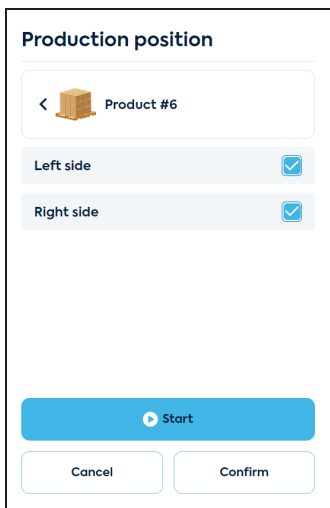 Production position
Product #6
Left side
Right side
Start
Cancel
Confirm